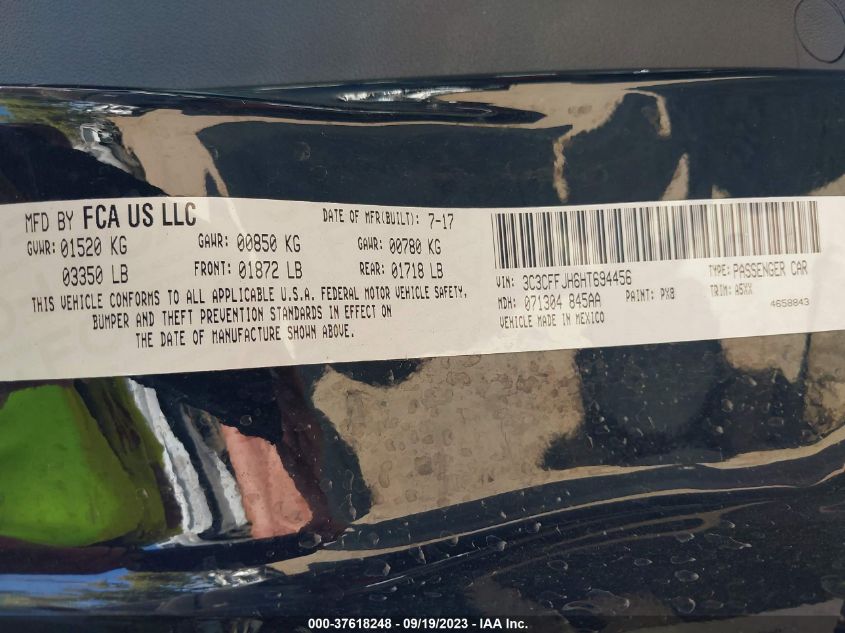 MFD BY FCA US LLC DATE OF MFR(BUILT): 7-17
GVWR: 01520 KG GAWR: 00850 KG GAWR: 00780 KG
03350 LB FRONT: 01872 LB REAR: 01718 LB
THIS VEHICLE CONFORMS TO ALL APPLICABLE U.S.A. FEDERAL MOTOR VEHICLE SAFETY,
BUMPER AND THEFT PREVENTION STANDARDS IN EFFECT ON
THE DATE OF MANUFACTURE SHOWN ABOVE.
VIN: 3C3CFFJH6HT694456 TYPE: PASSENGER CAR
MDH: 071304 845AA PAINT: PX8 TRIM: A5XX
VEHICLE MADE IN MEXICO 4658843
000-37618248 - 09/19/2023 - IAA Inc.